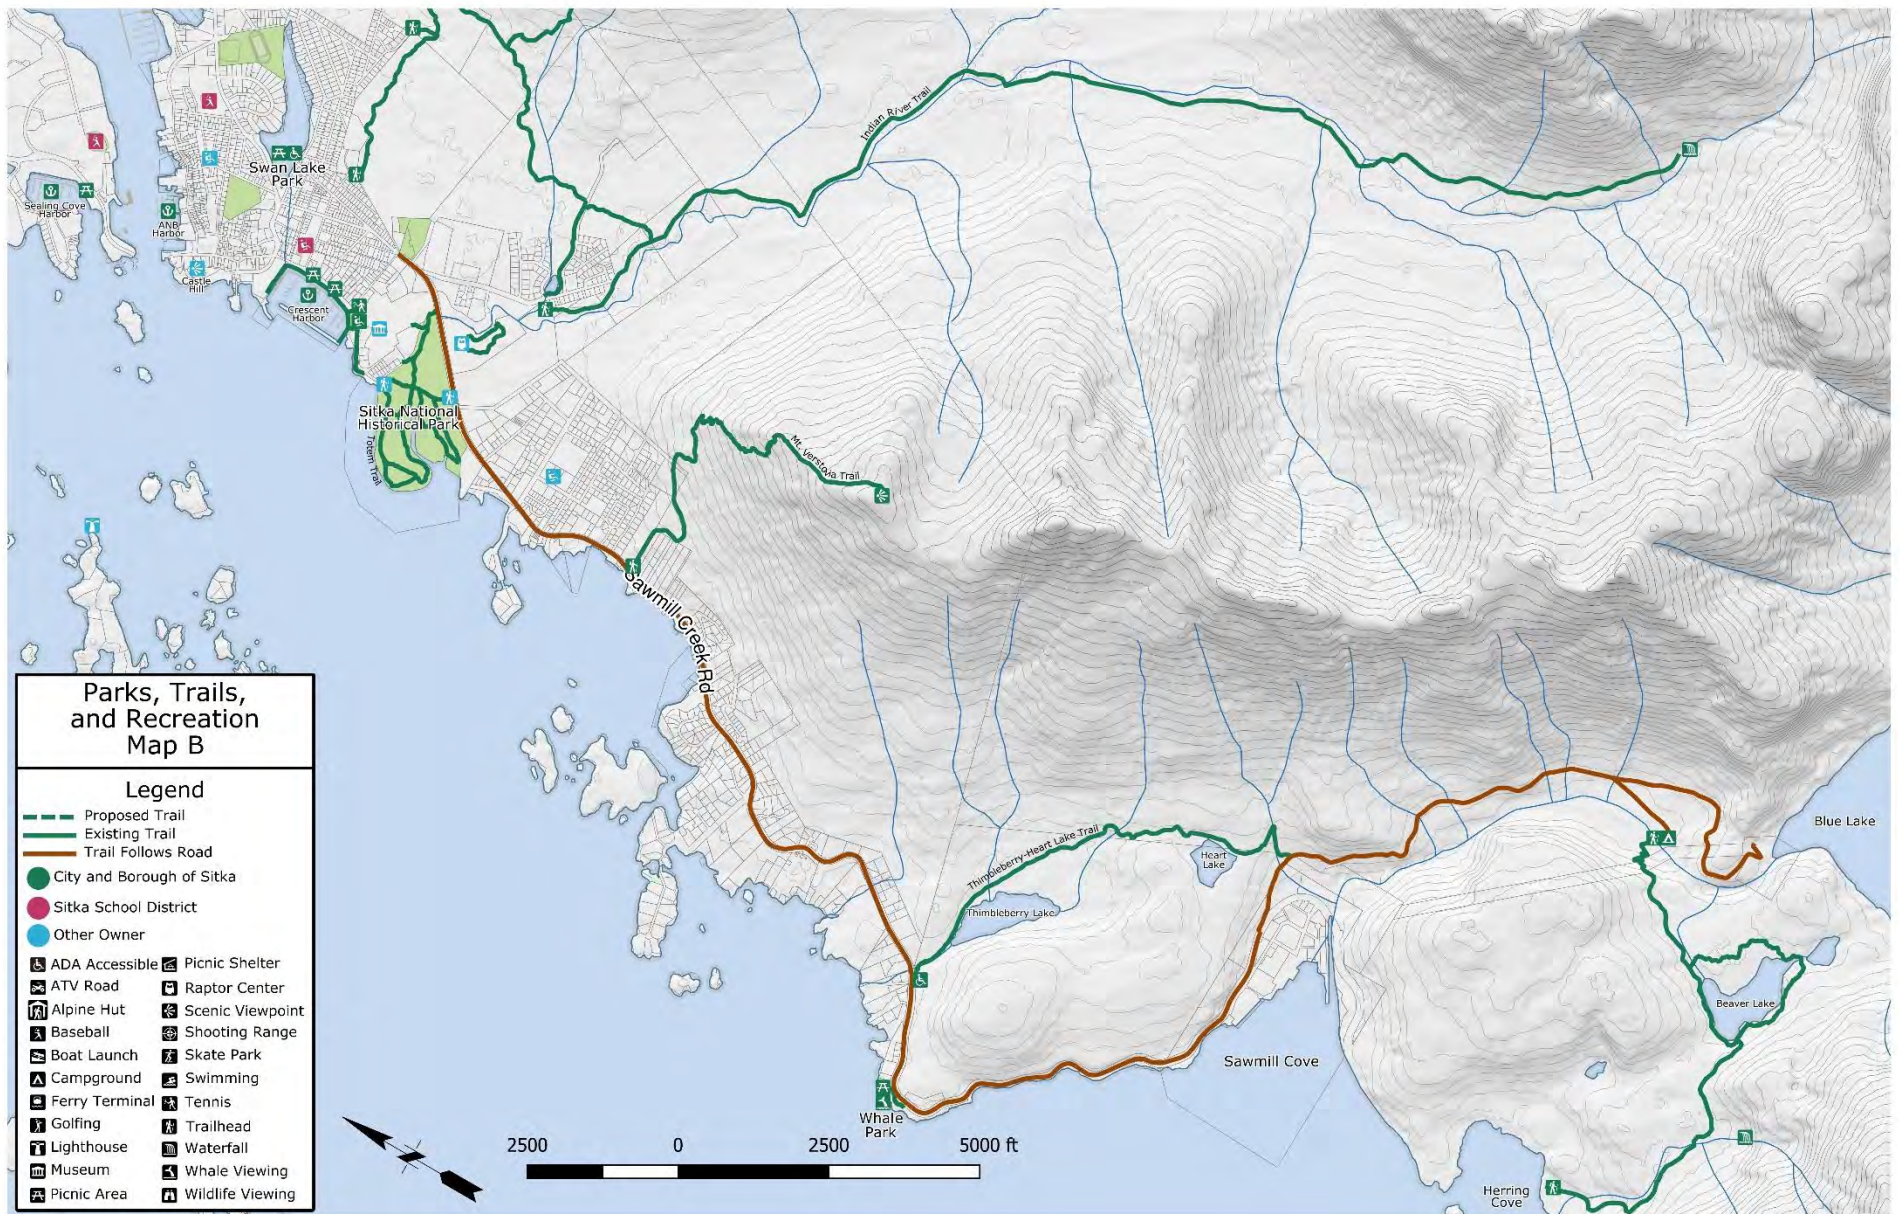 Indian River Trail
Swan Lake
Park
Sealing Cove
Harbor
ANB
Harbor
Castle
Hill
Crescent
Harbor
Sitka National
Historical Park
Totem Trail
Mt. Verstovia Trail
Sawmill Creek Rd
Parks, Trails,
and Recreation
Map B
Legend
Proposed Trail
Existing Trail
Trail Follows Road
City and Borough of Sitka
Sitka School District
Other Owner
ADA Accessible
ATV Road
Alpine Hut
Baseball
Boat Launch
Campground
Ferry Terminal
Golfing
Lighthouse
Museum
Picnic Area
Picnic Shelter
Raptor Center
Scenic Viewpoint
Shooting Range
Skate Park
Swimming
Tennis
Trailhead
Waterfall
Whale Viewing
Wildlife Viewing
Thimbleberry-Heart Lake Trail
Heart
Lake
Thimbleberry Lake
Blue Lake
Beaver Lake
Sawmill Cove
Whale
Park
2500 0 2500 5000 ft
Herring
Cove